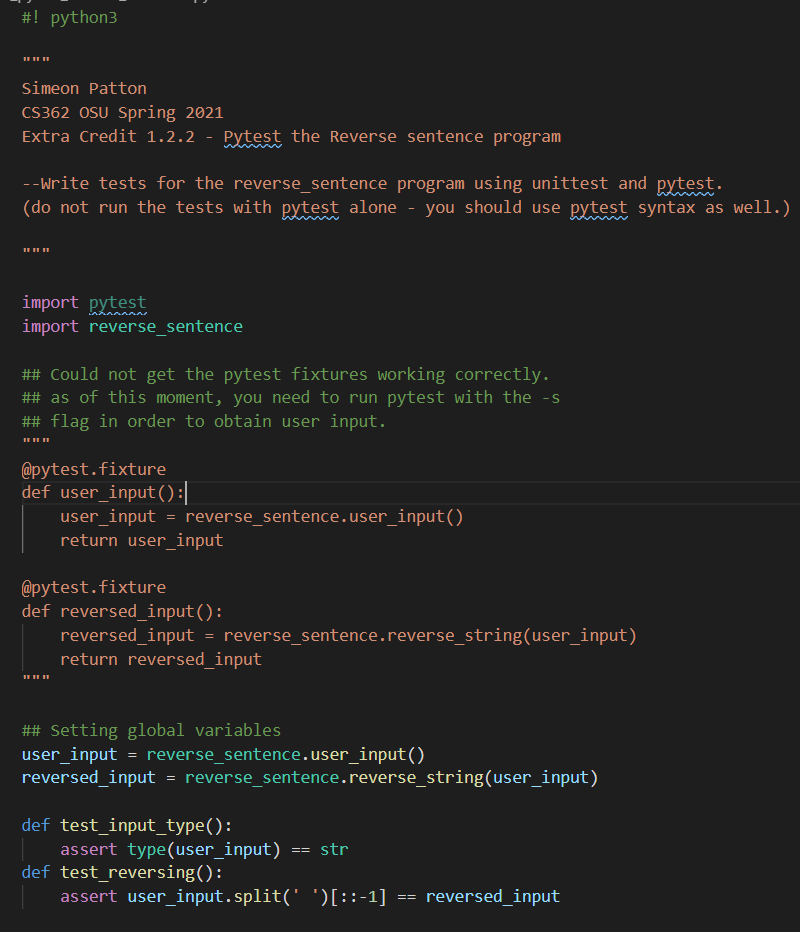 #! python3
"""
Simeon Patton
CS362 OSU Spring 2021
Extra Credit 1.2.2 - Pytest the Reverse sentence program
--Write tests for the reverse_sentence program using unittest and pytest.
(do not run the tests with pytest alone - you should use pytest syntax as well.)
"""
import pytest
import reverse_sentence
## Could not get the pytest fixtures working correctly.
## as of this moment, you need to run pytest with the -s
## flag in order to obtain user input.
"""
@pytest.fixture
def user_input():
    user_input = reverse_sentence.user_input()
    return user_input
@pytest.fixture
def reversed_input():
    reversed_input = reverse_sentence.reverse_string(user_input)
    return reversed_input
"""
## Setting global variables
user_input = reverse_sentence.user_input()
reversed_input = reverse_sentence.reverse_string(user_input)
def test_input_type():
    assert type(user_input) == str
def test_reversing():
    assert user_input.split(' ')[::-1] == reversed_input